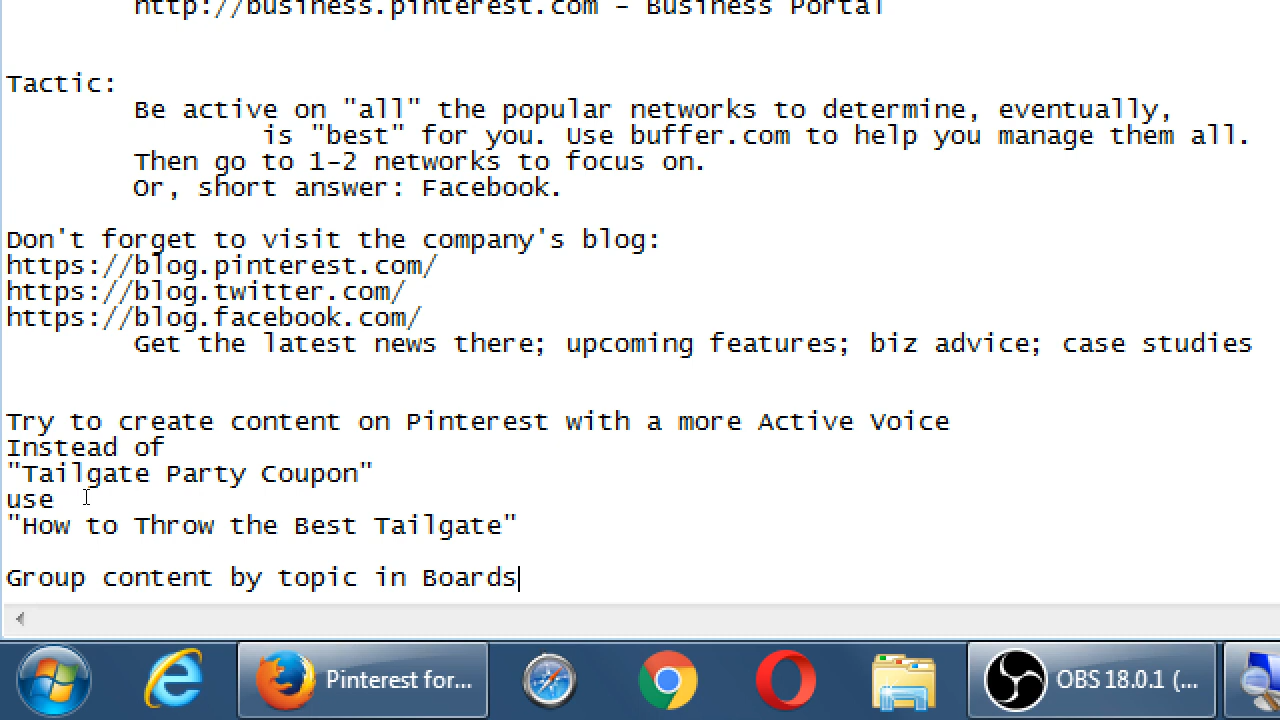 http://business.pinterest.com - Business Portal
Tactic:
Be active on "all" the popular networks to determine, eventually,
is "best" for you. Use buffer.com to help you manage them all.
Then go to 1-2 networks to focus on.
Or, short answer: Facebook.
Don't forget to visit the company's blog:
https://blog.pinterest.com/
https://blog.twitter.com/
https://blog.facebook.com/
Get the latest news there; upcoming features; biz advice; case studies
Try to create content on Pinterest with a more Active Voice
Instead of
"Tailgate Party Coupon"
use
"How to Throw the Best Tailgate"
Group content by topic in Boards
Pinterest for...
OBS 18.0.1 (...